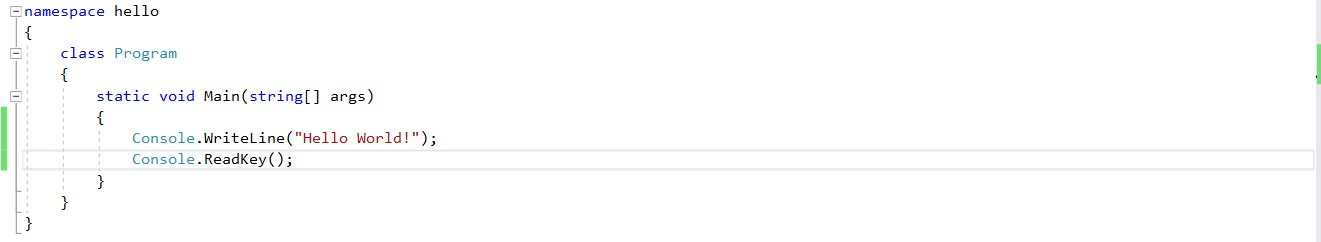 namespace hello
{
    class Program
    {
        static void Main(string[] args)
        {
            Console.WriteLine("Hello World!");
            Console.ReadKey();
        }
    }
}